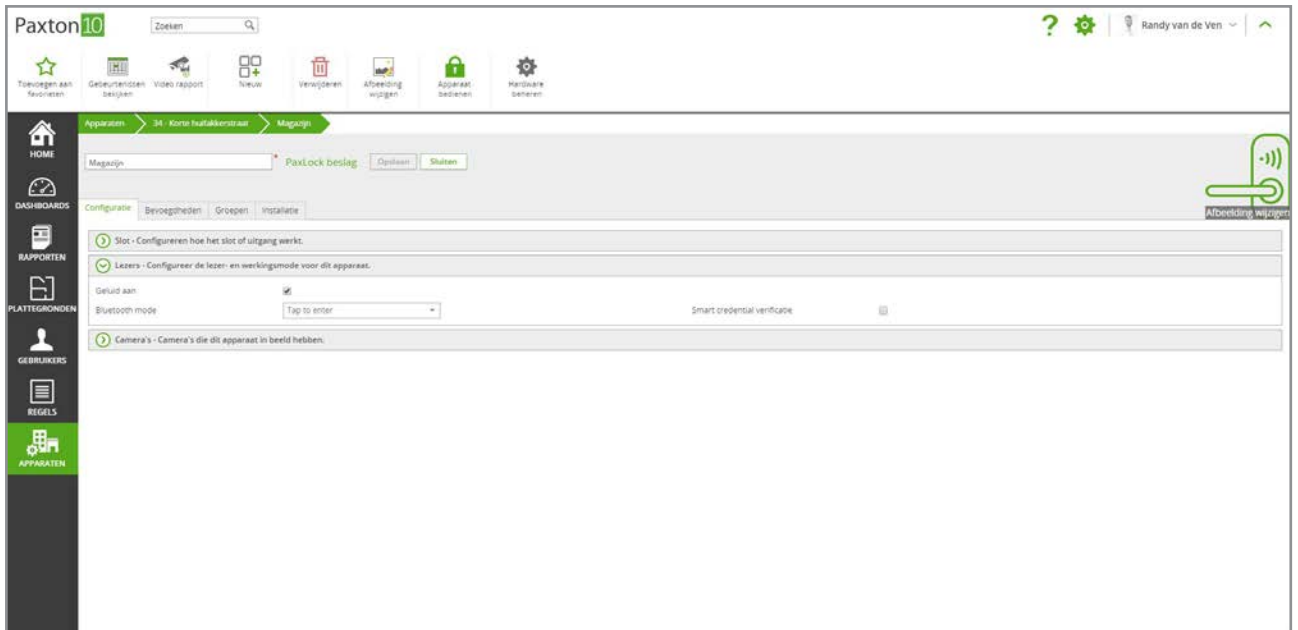 Paxton10
Zoeken
Randy van de Ven
Toevoegen aan
favorieten
Gebeurtenissen
bekijken
Video rapport
Nieuw
Verwijderen
Afbeelding
wijzigen
Apparaat
bedienen
Hardware
beheren
HOME
DASHBOARDS
RAPPORTEN
PLATTEGRONDEN
GEBRUIKERS
REGELS
APPARATEN
Apparaten
34 - Korte huifakkerstraat
Magazijn
Magazijn
* PaxLock beslag
Opslaan
Sluiten
Afbeelding wijzigen
Configuratie
Bevoegdheden
Groepen
Installatie
Slot - Configureren hoe het slot of uitgang werkt.
Lezers - Configureer de lezer- en werkingsmode voor dit apparaat.
Geluid aan
Bluetooth mode
Tap to enter
Smart credential verificatie
Camera's - Camera's die dit apparaat in beeld hebben.